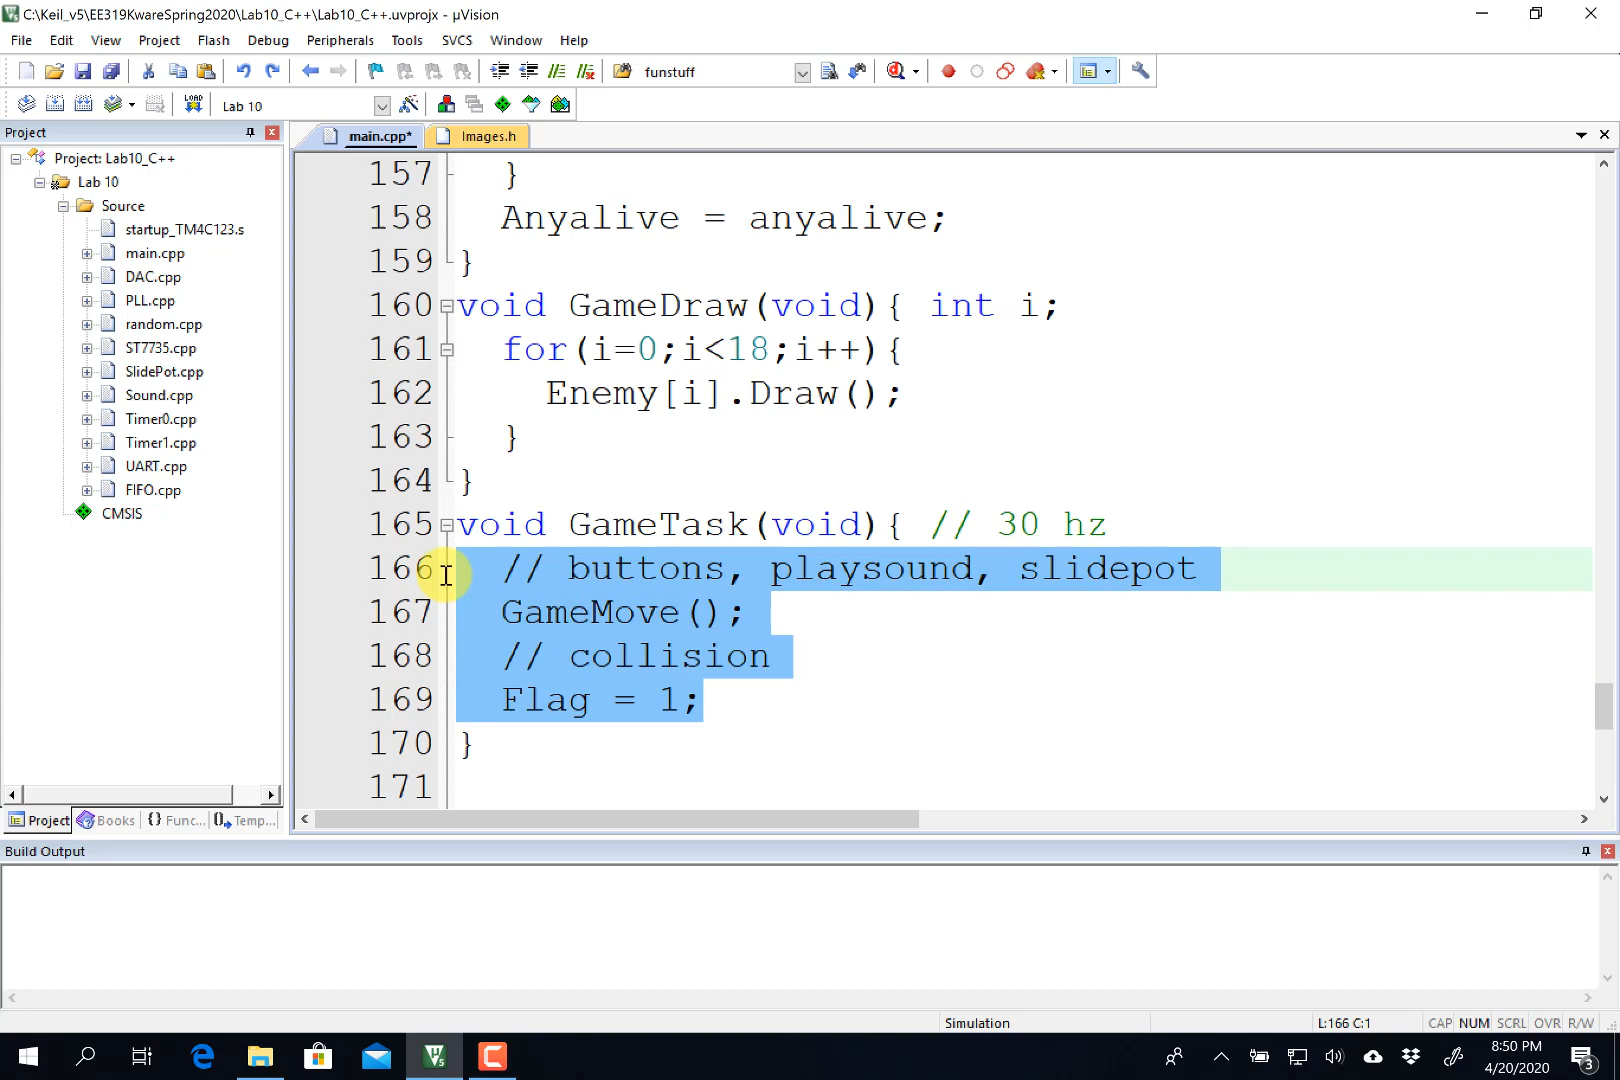 C:\Keil_v5\EE319KwareSpring2020\Lab10_C++\Lab10_C++.uvprojx - µVision
File Edit View Project Flash Debug Peripherals Tools SVCS Window Help
funstuff
LOAD Lab 10
Project
main.cpp* Images.h
Project: Lab10_C++
Lab 10
Source
startup_TM4C123.s
main.cpp
DAC.cpp
PLL.cpp
random.cpp
ST7735.cpp
SlidePot.cpp
Sound.cpp
Timer0.cpp
Timer1.cpp
UART.cpp
FIFO.cpp
CMSIS
157 }
158 Anyalive = anyalive;
159 }
160 void GameDraw(void){ int i;
161 for(i=0;i<18;i++){
162 Enemy[i].Draw();
163 }
164 }
165 void GameTask(void){ // 30 hz
166 // buttons, playsound, slidepot
167 GameMove();
168 // collision
169 Flag = 1;
170 }
171
Project Books {} Func... 0 Temp...
Build Output
Simulation L:166 C:1 CAP NUM SCRL OVR R/W
8:50 PM
4/20/2020
3